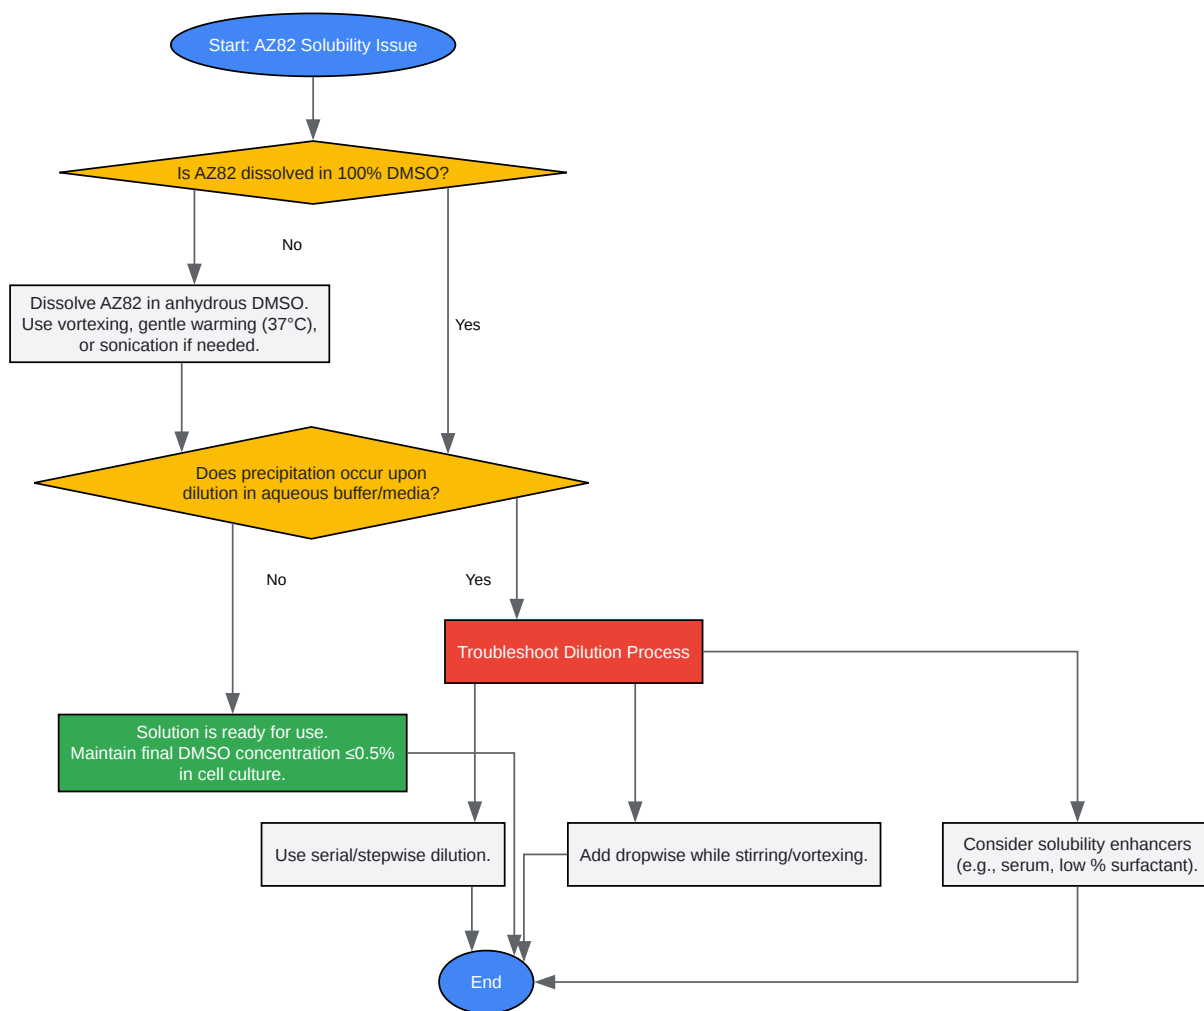 Start: AZ82 Solubility Issue
Is AZ82 dissolved in 100% DMSO?
No
Dissolve AZ82 in anhydrous DMSO.
Use vortexing, gentle warming (37°C),
or sonication if needed.
Yes
Does precipitation occur upon
dilution in aqueous buffer/media?
No
Yes
Troubleshoot Dilution Process
Solution is ready for use.
Maintain final DMSO concentration ≤0.5%
in cell culture.
Use serial/stepwise dilution.
Add dropwise while stirring/vortexing.
Consider solubility enhancers
(e.g., serum, low % surfactant).
End